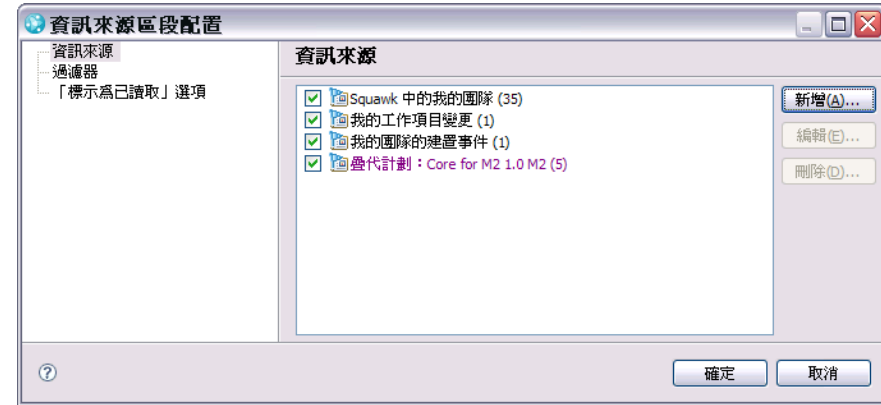 資訊來源區段配置
資訊來源
過濾器
「標示為已讀取」選項
資訊來源
Squawk 中的我的團隊 (35)
我的工作項目變更 (1)
我的團隊的建置事件 (1)
疊代計劃：Core for M2 1.0 M2 (5)
新增(A)...
編輯(E)...
刪除(D)...
確定
取消